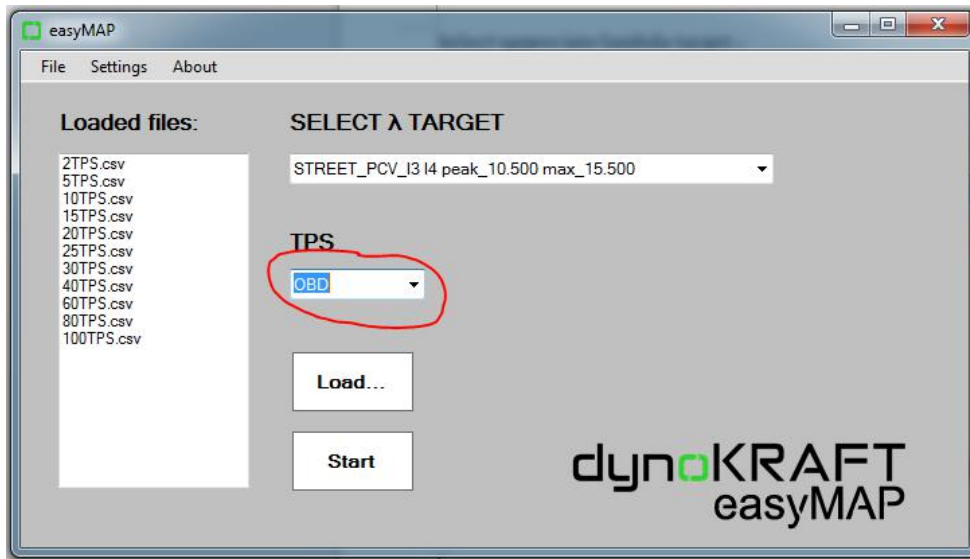 easyMAP
File Settings About
Loaded files:
2TPS.csv
5TPS.csv
10TPS.csv
15TPS.csv
20TPS.csv
25TPS.csv
30TPS.csv
40TPS.csv
60TPS.csv
80TPS.csv
100TPS.csv
SELECT λ TARGET
STREET_PCV_I3 I4 peak_10.500 max_15.500
TPS
OBD
Load...
Start
dynoKRAFT
easyMAP